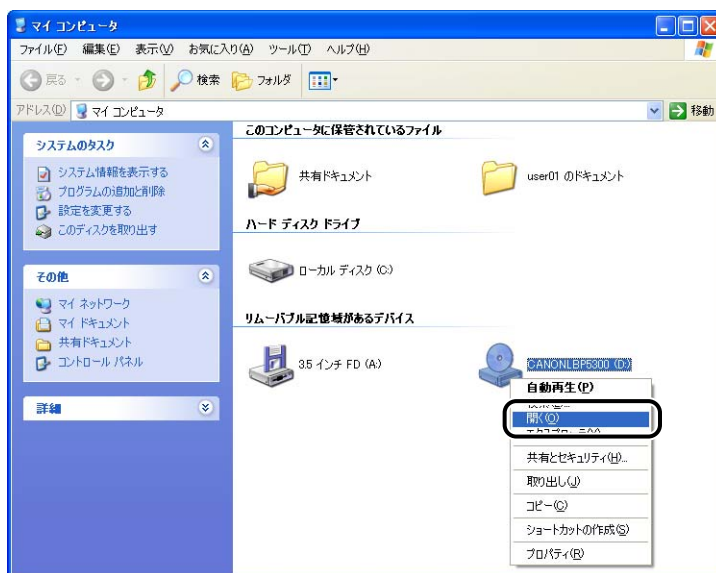 マイ コンピュータ
ファイル(F) 編集(E) 表示(V) お気に入り(A) ツール(T) ヘルプ(H)
戻る 検索 フォルダ
アドレス(D) マイ コンピュータ 移動
システムのタスク
システム情報を表示する
プログラムの追加と削除
設定を変更する
このディスクを取り出す
その他
マイ ネットワーク
マイ ドキュメント
共有ドキュメント
コントロール パネル
詳細
このコンピュータに保管されているファイル
共有ドキュメント user01 のドキュメント
ハード ディスク ドライブ
ローカル ディスク (C:)
リムーバブル記憶域があるデバイス
3.5 インチ FD (A:) CANONLBP5300 (D:)
自動再生(P)
開く(O)
共有とセキュリティ(H)...
取り出し(J)
コピー(C)
ショートカットの作成(S)
プロパティ(R)